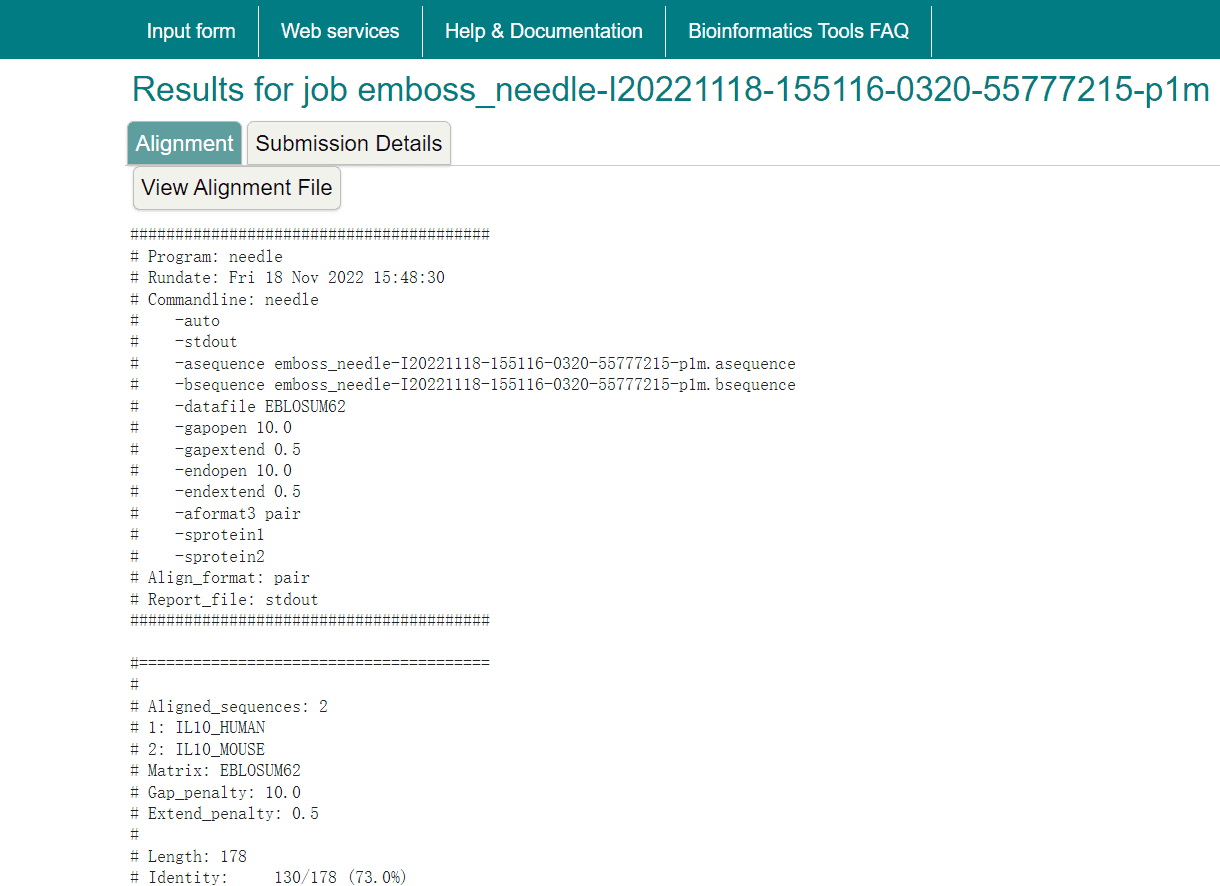 Input form Web services Help & Documentation Bioinformatics Tools FAQ
Results for job emboss_needle-I20221118-155116-0320-55777215-p1m
Alignment Submission Details
View Alignment File
########################################
# Program: needle
# Rundate: Fri 18 Nov 2022 15:48:30
# Commandline: needle
#    -auto
#    -stdout
#    -asequence emboss_needle-I20221118-155116-0320-55777215-p1m.asequence
#    -bsequence emboss_needle-I20221118-155116-0320-55777215-p1m.bsequence
#    -datafile EBLOSUM62
#    -gapopen 10.0
#    -gapextend 0.5
#    -endopen 10.0
#    -endextend 0.5
#    -aformat3 pair
#    -sprotein1
#    -sprotein2
# Align_format: pair
# Report_file: stdout
########################################
#=======================================
#
# Aligned_sequences: 2
# 1: IL10_HUMAN
# 2: IL10_MOUSE
# Matrix: EBLOSUM62
# Gap_penalty: 10.0
# Extend_penalty: 0.5
#
# Length: 178
# Identity:     130/178 (73.0%)